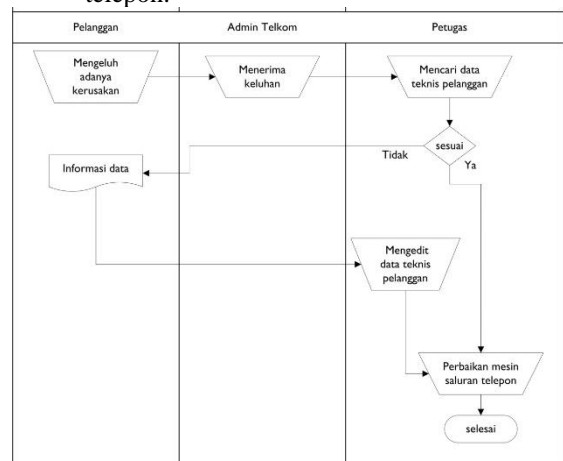 telepon.
Pelanggan
Admin Telkom
Petugas
Mengeluh
adanya
kerusakan
Menerima
keluhan
Mencari data
teknis pelanggan
sesuai
Tidak
Ya
Informasi data
Mengedit
data teknis
pelanggan
Perbaikan mesin
saluran telepon
selesai